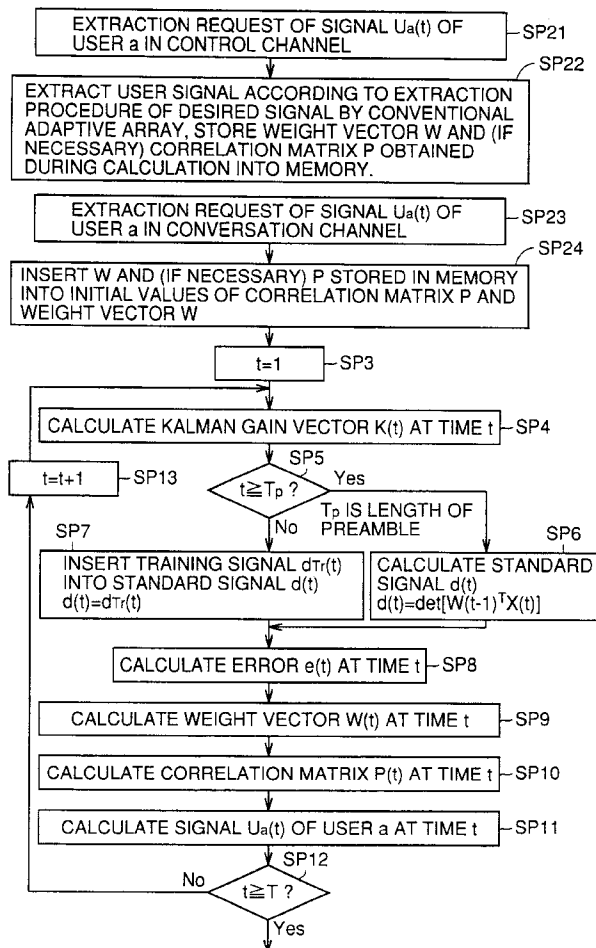 EXTRACTION REQUEST OF SIGNAL Ua(t) OF
USER a IN CONTROL CHANNEL
SP21
SP22
EXTRACT USER SIGNAL ACCORDING TO EXTRACTION
PROCEDURE OF DESIRED SIGNAL BY CONVENTIONAL
ADAPTIVE ARRAY, STORE WEIGHT VECTOR W AND (IF
NECESSARY) CORRELATION MATRIX P OBTAINED
DURING CALCULATION INTO MEMORY.
EXTRACTION REQUEST OF SIGNAL Ua(t) OF
USER a IN CONVERSATION CHANNEL
SP23
SP24
INSERT W AND (IF NECESSARY) P STORED IN MEMORY
INTO INITIAL VALUES OF CORRELATION MATRIX P AND
WEIGHT VECTOR W
t=1
SP3
CALCULATE KALMAN GAIN VECTOR K(t) AT TIME t
SP4
SP5
t≧Tp ?
Yes
No
t=t+1
SP13
Tp IS LENGTH OF
PREAMBLE
SP7
INSERT TRAINING SIGNAL dTr(t)
INTO STANDARD SIGNAL d(t)
d(t)=dTr(t)
SP6
CALCULATE STANDARD
SIGNAL d(t)
d(t)=det[W(t-1)ᵀX(t)]
CALCULATE ERROR e(t) AT TIME t
SP8
CALCULATE WEIGHT VECTOR W(t) AT TIME t
SP9
CALCULATE CORRELATION MATRIX P(t) AT TIME t
SP10
CALCULATE SIGNAL Ua(t) OF USER a AT TIME t
SP11
SP12
No
t≧T ?
Yes